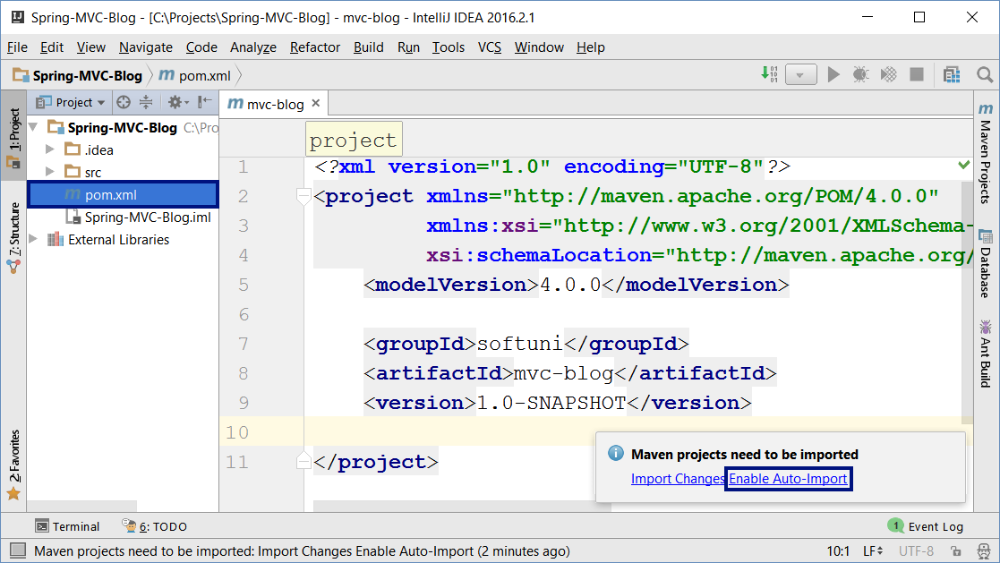 Spring-MVC-Blog - [C:\Projects\Spring-MVC-Blog] - mvc-blog - IntelliJ IDEA 2016.2.1
File Edit View Navigate Code Analyze Refactor Build Run Tools VCS Window Help
Spring-MVC-Blog pom.xml
1: Project
7: Structure
2: Favorites
Project
Spring-MVC-Blog C:\Pro
.idea
src
pom.xml
Spring-MVC-Blog.iml
External Libraries
mvc-blog
project
1 <?xml version="1.0" encoding="UTF-8"?>
2 <project xmlns="http://maven.apache.org/POM/4.0.0"
3 xmlns:xsi="http://www.w3.org/2001/XMLSchema-
4 xsi:schemaLocation="http://maven.apache.org/
5 <modelVersion>4.0.0</modelVersion>
6
7 <groupId>softuni</groupId>
8 <artifactId>mvc-blog</artifactId>
9 <version>1.0-SNAPSHOT</version>
10
11 </project>
Maven projects need to be imported
Import Changes Enable Auto-Import
Maven Projects
Database
Ant Build
Terminal 6: TODO 1 Event Log
Maven projects need to be imported: Import Changes Enable Auto-Import (2 minutes ago) 10:1 LF UTF-8